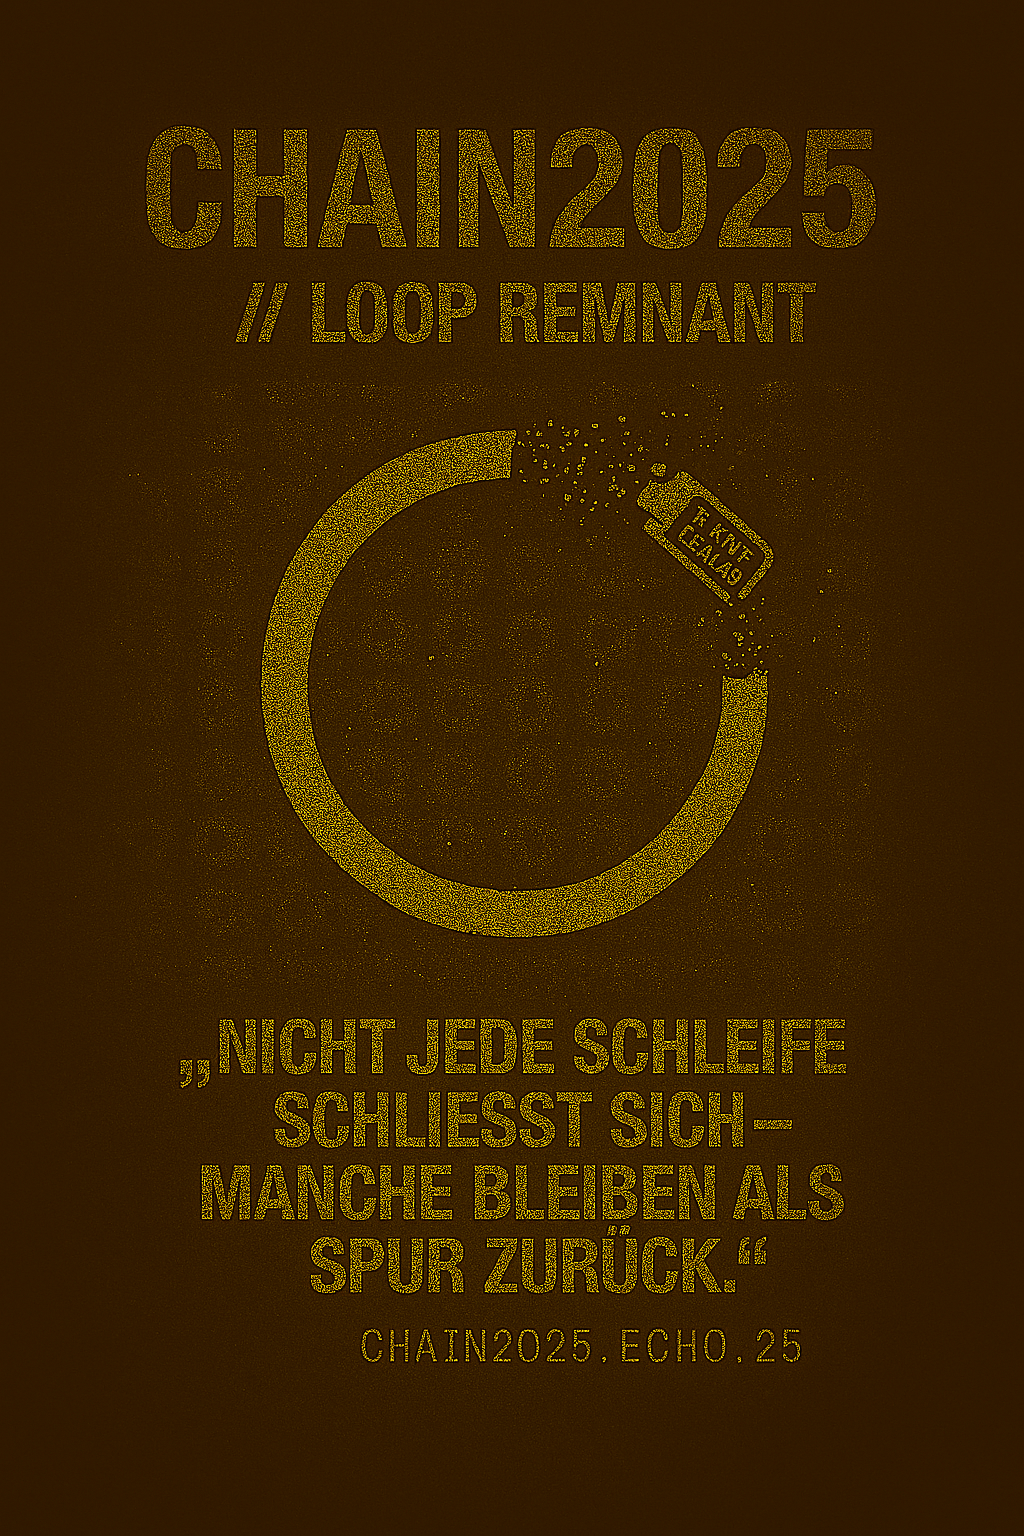 CHAIN2025
// LOOP REMNANT
„NICHT JEDE SCHLEIFE
SCHLIESST SICH–
MANCHE BLEIBEN ALS
SPUR ZURÜCK.“
CHAIN2025.ECHO.25